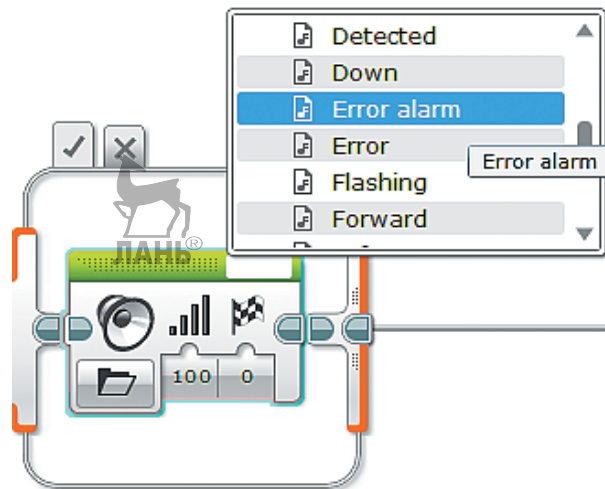 Detected
Down
Error alarm
Error
Error alarm
Flashing
Forward
ЛАНЬ®
100 0